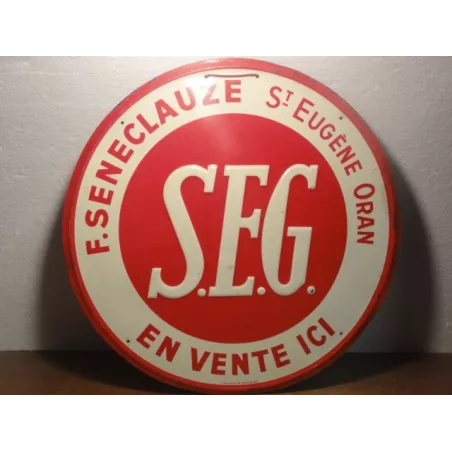 F. SENECLAUZE ST EUGÈNE ORAN
S.E.G.
EN VENTE ICI